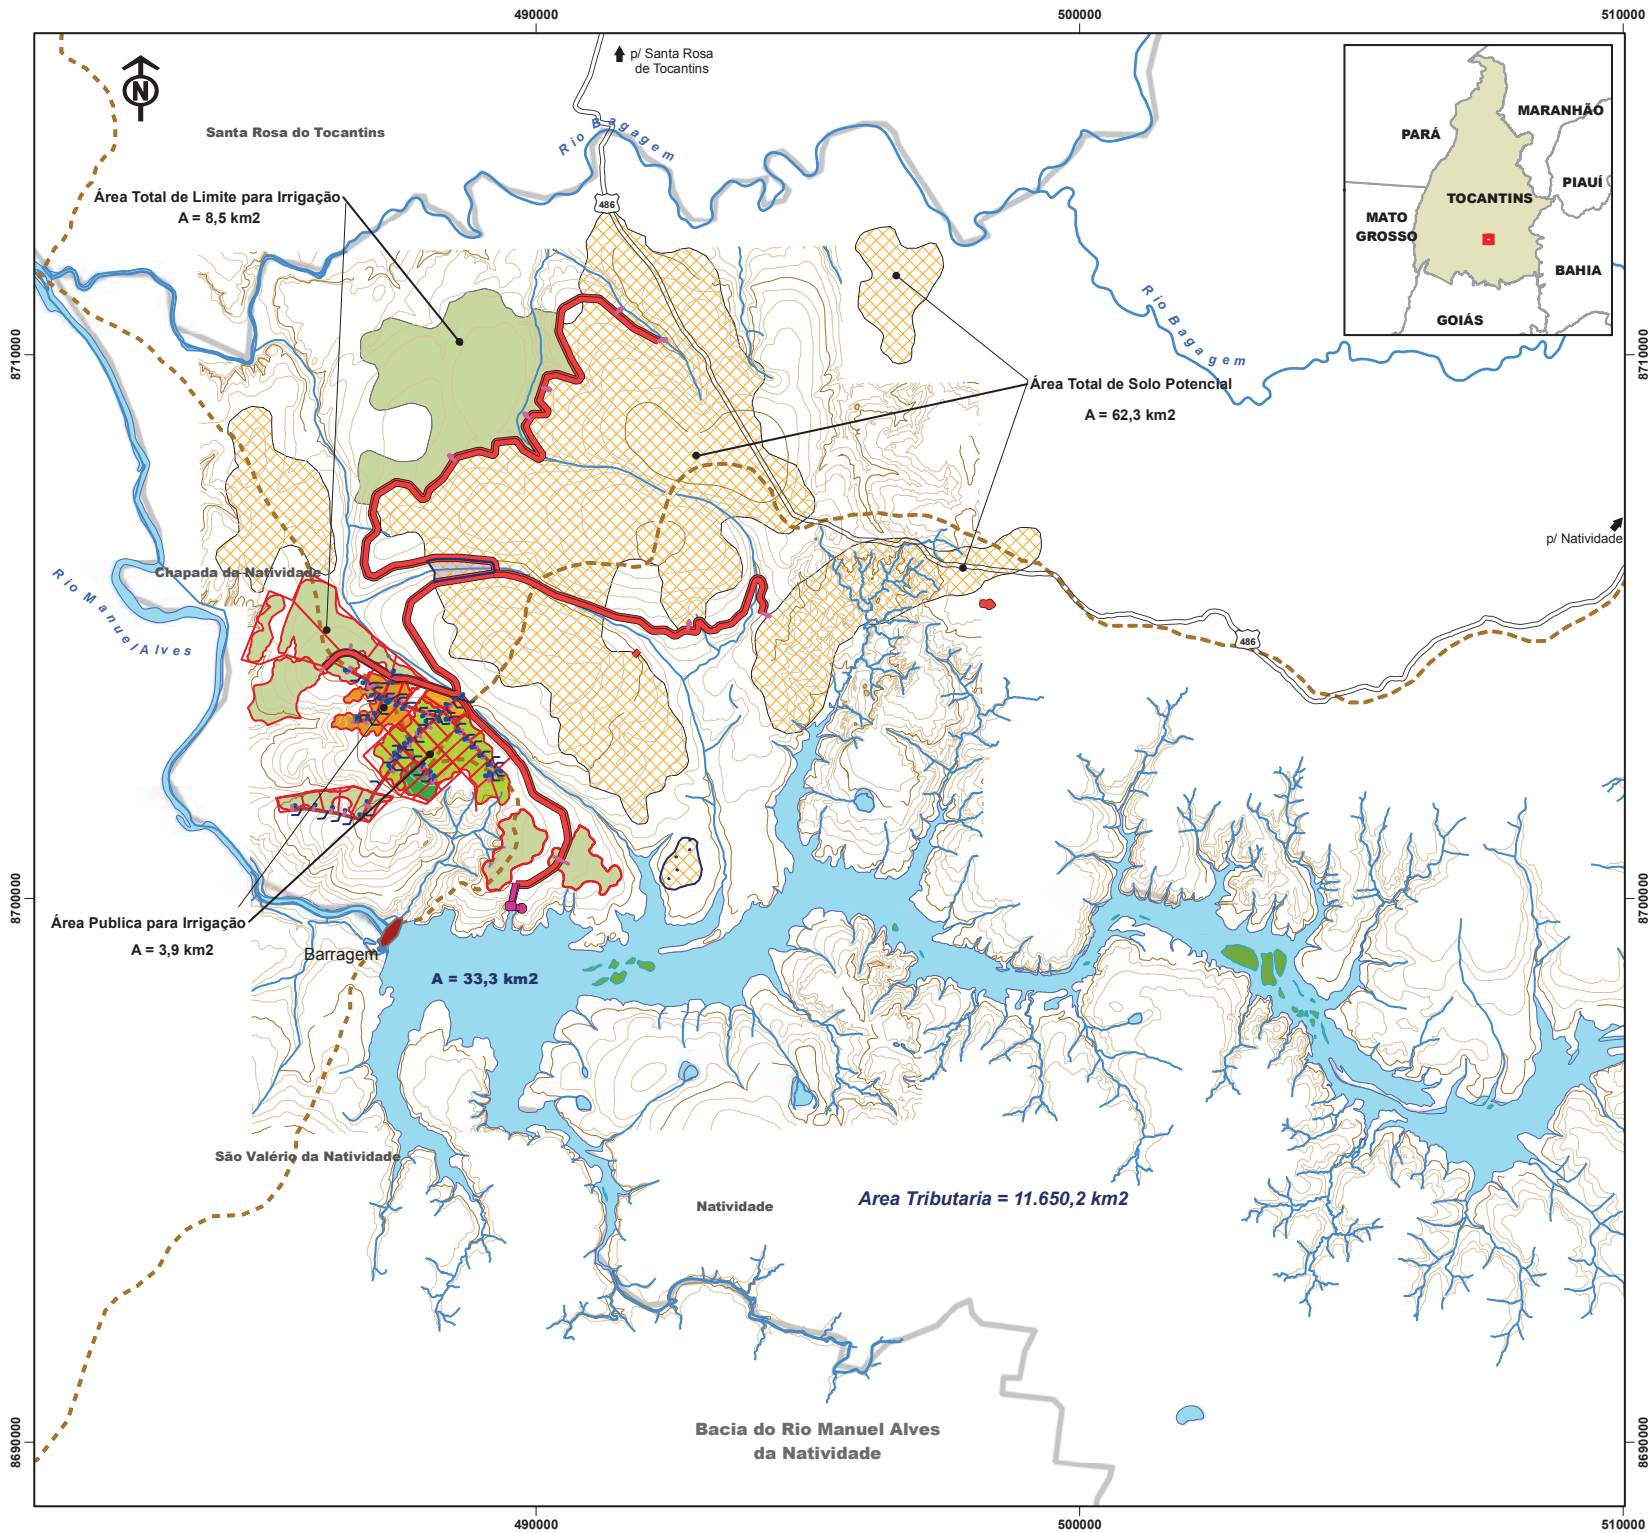 490000
500000
510000
p/ Santa Rosa
de Tocantins
N
Santa Rosa do Tocantins
Rio Bagagem
MARANHÃO
PARÁ
PIAUÍ
TOCANTINS
MATO
GROSSO
BAHIA
GOIÁS
Área Total de Limite para Irrigação
A = 8,5 km2
486
Rio Bagagem
8710000
8710000
Área Total de Solo Potencial
A = 62,3 km2
p/ Natividade
Chapada da Natividade
Rio Manuel Alves
486
8700000
8700000
Área Publica para Irrigação
A = 3,9 km2
Barragem
A = 33,3 km2
São Valério da Natividade
Natividade
Area Tributaria = 11.650,2 km2
Bacia do Rio Manuel Alves
da Natividade
8690000
8690000
490000
500000
510000